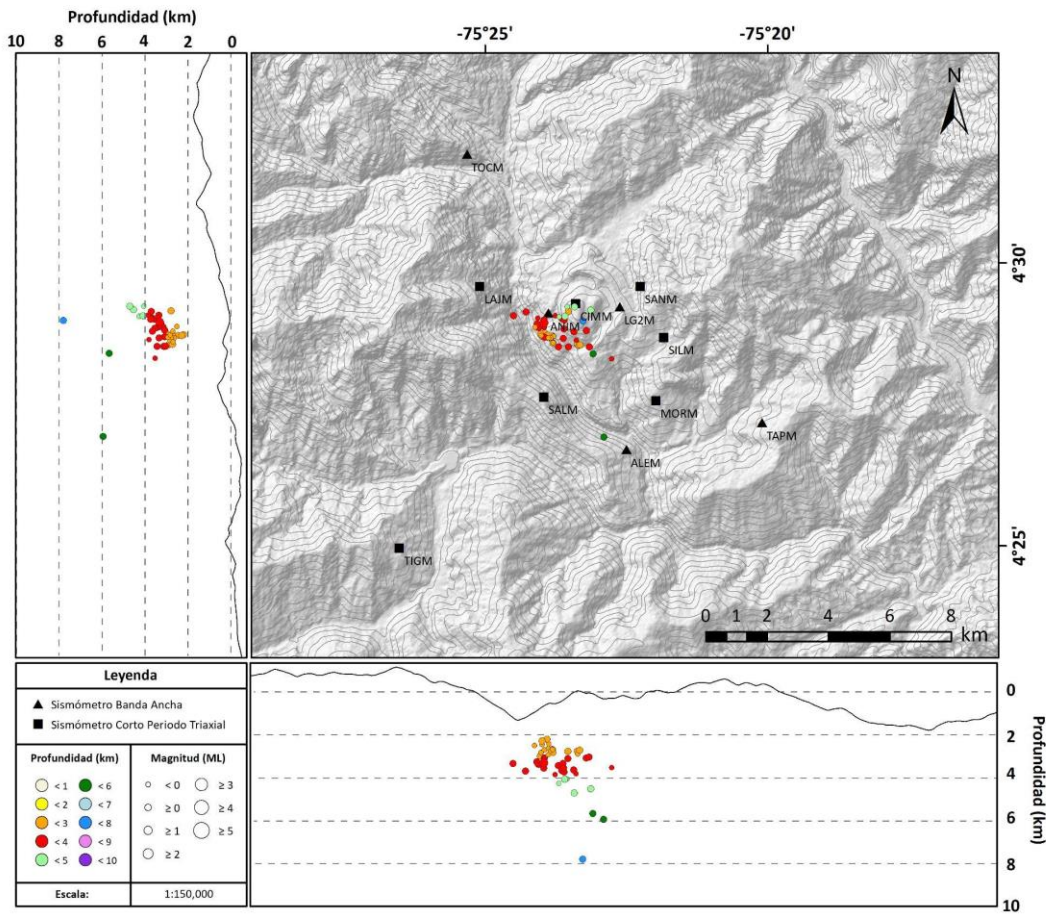 Profundidad (km)
10 8 6 4 2 0
-75°25' -75°20'
N
TOCM
4°30'
LAJM
SANM
CIMM
LG2M
ANIM
SILM
SALM
MORM
TAPM
ALEM
4°25'
TIGM
0 1 2 4 6 8
km
Leyenda
Sismómetro Banda Ancha
Sismómetro Corto Periodo Triaxial
Profundidad (km)
< 1 < 6
< 2 < 7
< 3 < 8
< 4 < 9
< 5 < 10
Magnitud (ML)
< 0 ≥ 3
≥ 0 ≥ 4
≥ 1 ≥ 5
≥ 2
Escala: 1:150,000
0
2
4
6
8
10
Profundidad (km)